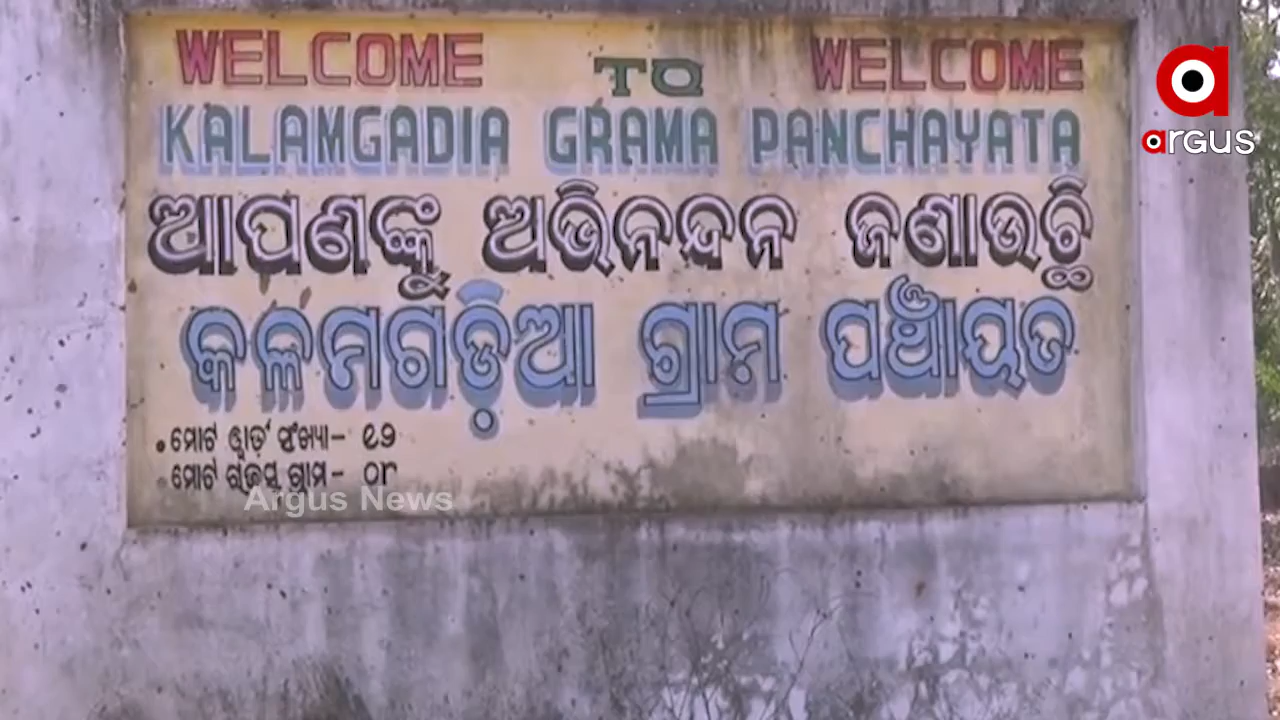 WELCOME TO WELCOME
KALAMGADIA GRAMA PANCHAYATA
ଆପଣଙ୍କୁ ଅଭିନନ୍ଦନ ଜଣାଉଛି
କଳମଗଡ଼ିଆ ଗ୍ରାମ ପଞ୍ଚାୟତ
• ମୋଟ ୱାର୍ଡ ସଂଖ୍ୟା- ୧୨
• ମୋଟ ରାଜସ୍ୱ ଗ୍ରାମ- ୦୮
Argus News
argus